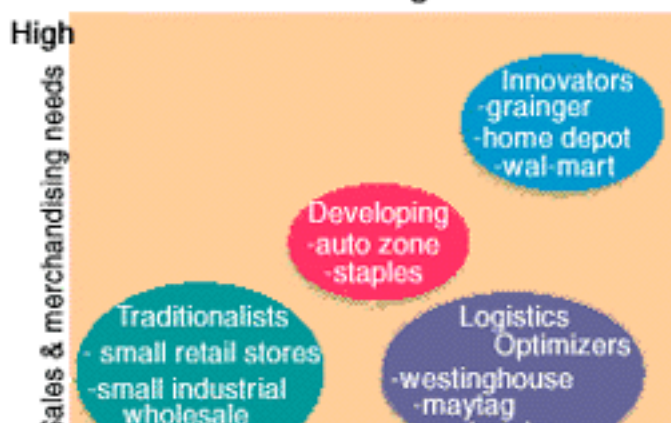 High
Sales & merchandising needs
Innovators
-grainger
-home depot
-wal-mart
Developing
-auto zone
-staples
Traditionalists
- small retail stores
-small industrial
wholesale
Logistics
Optimizers
-westinghouse
-maytag